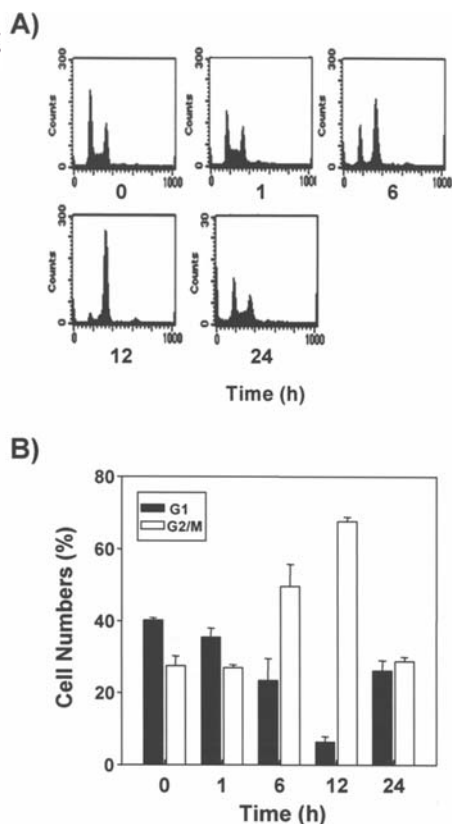 A)
300 300 300
Counts Counts Counts
0 0 0
0 1000 0 1000 0 1000
0 1 6
300 30
Counts Counts
0 0
0 1000 0 1000
12 24
Time (h)
B)
80
60
40
20
0
Cell Numbers (%)
G1
G2/M
0 1 6 12 24
Time (h)